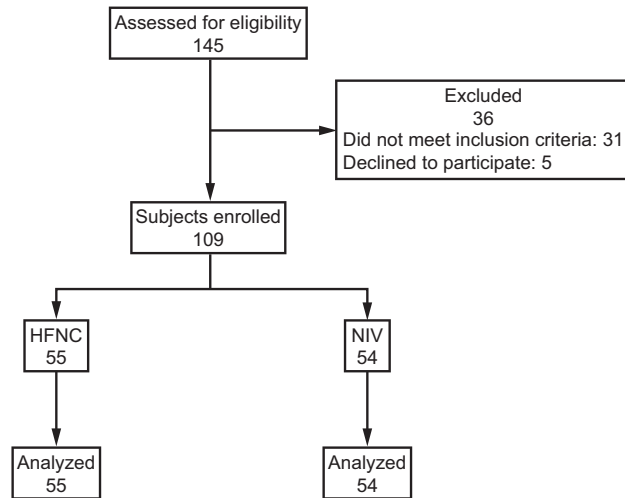 Assessed for eligibility
145
Excluded
36
Did not meet inclusion criteria: 31
Declined to participate: 5
Subjects enrolled
109
HFNC
55
NIV
54
Analyzed
55
Analyzed
54